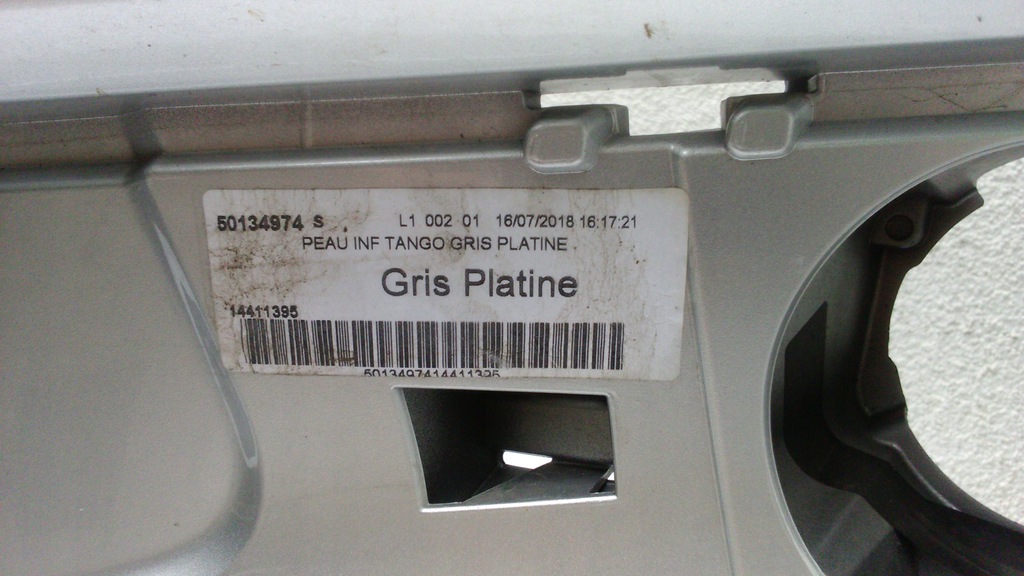 50134974 S L1 002 01 16/07/2018 16:17:21
PEAU INF TANGO GRIS PLATINE
Gris Platine
14411395
5013497414411395